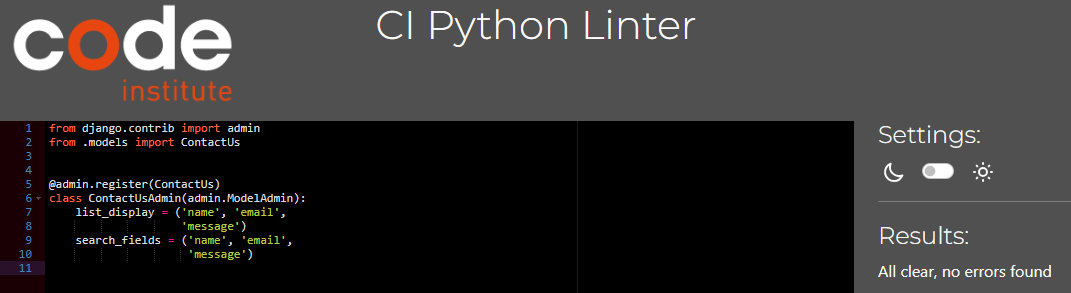 code
institute
CI Python Linter
1 from django.contrib import admin
2 from .models import ContactUs
3
4
5 @admin.register(ContactUs)
6 class ContactUsAdmin(admin.ModelAdmin):
7     list_display = ('name', 'email',
8                     'message')
9     search_fields = ('name', 'email',
10                     'message')
11
Settings:
Results:
All clear, no errors found